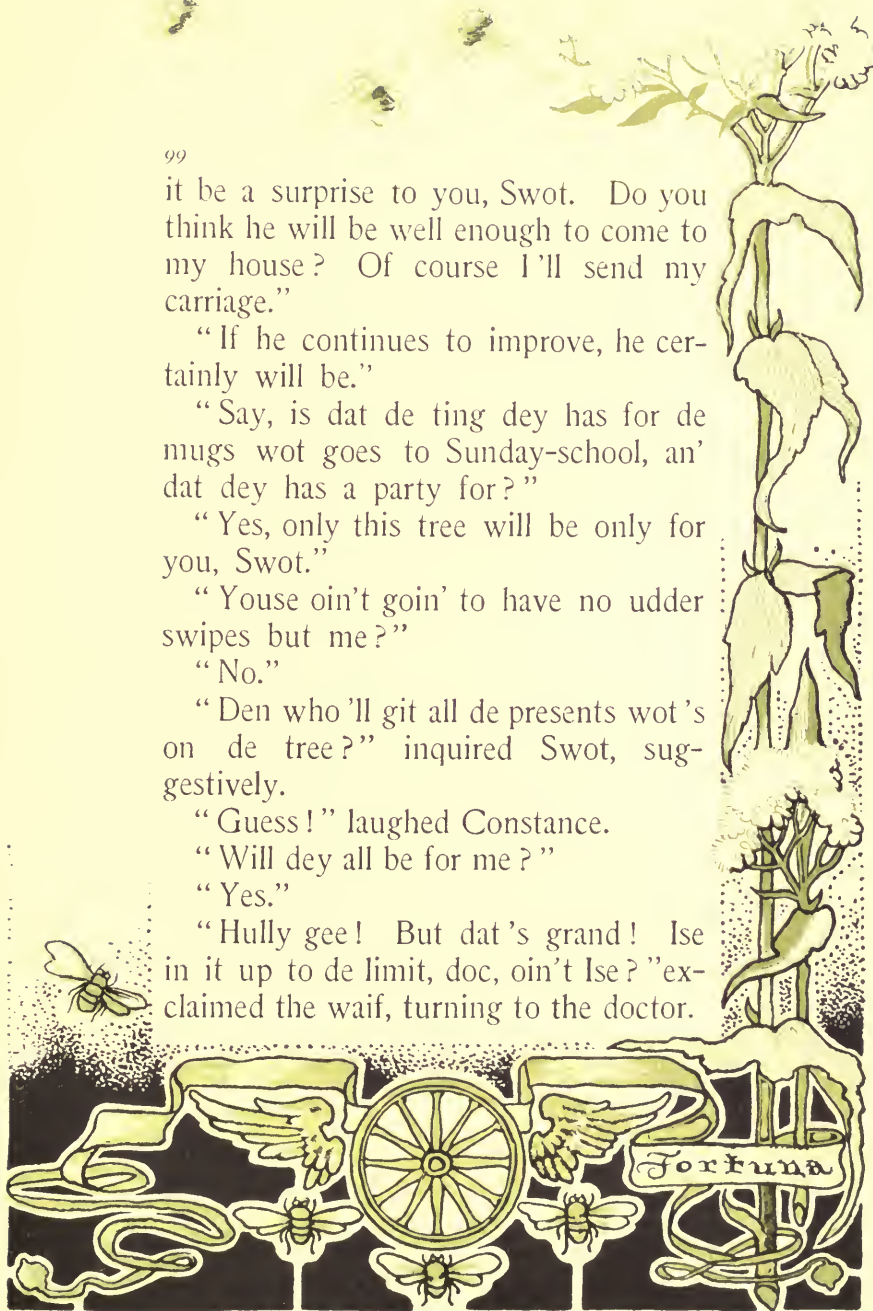 99
it be a surprise to you, Swot. Do you
think he will be well enough to come to
my house? Of course I'll send my
carriage."
"If he continues to improve, he cer-
tainly will be."
"Say, is dat de ting dey has for de
mugs wot goes to Sunday-school, an'
dat dey has a party for?"
"Yes, only this tree will be only for
you, Swot."
"Youse oin't goin' to have no udder
swipes but me?"
"No."
"Den who'll git all de presents wot's
on de tree?" inquired Swot, sug-
gestively.
"Guess!" laughed Constance.
"Will dey all be for me?"
"Yes."
"Hully gee! But dat's grand! Ise
in it up to de limit, doc, oin't Ise?" ex-
claimed the waif, turning to the doctor.
Fortuna